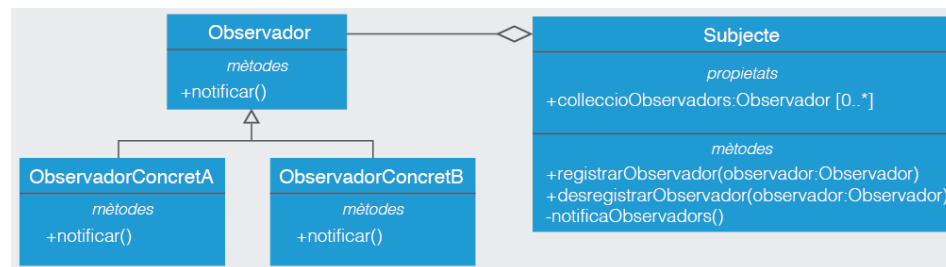 Observador
mètodes
+notificar()
Subjecte
propietats
+colleccioObservadors:Observador [0..*]
mètodes
+registrarObservador(observador:Observador)
+desregistrarObservador(observador:Observador)
-notificaObservadors()
ObservadorConcretA
mètodes
+notificar()
ObservadorConcretB
mètodes
+notificar()